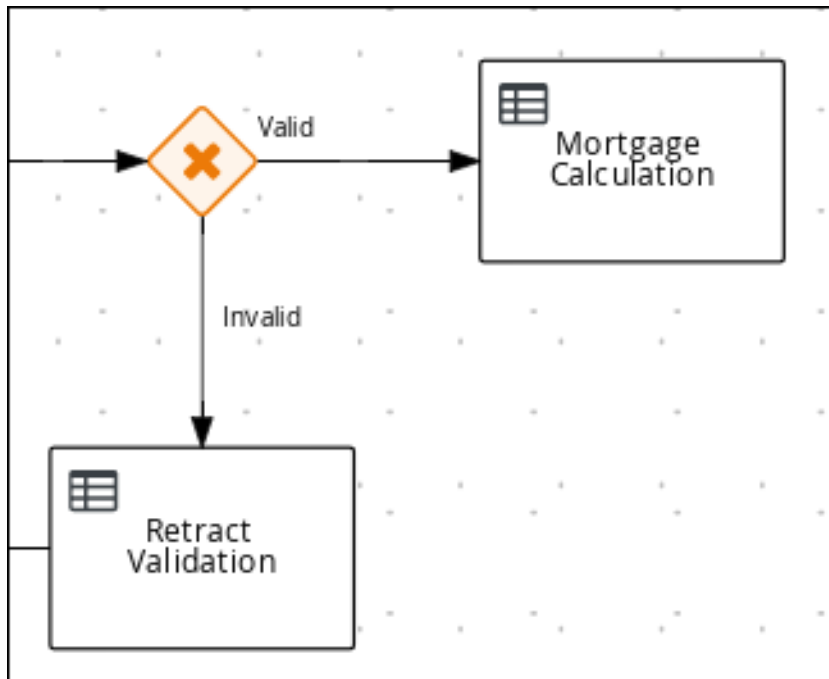 Valid
Mortgage
Calculation
Invalid
Retract
Validation